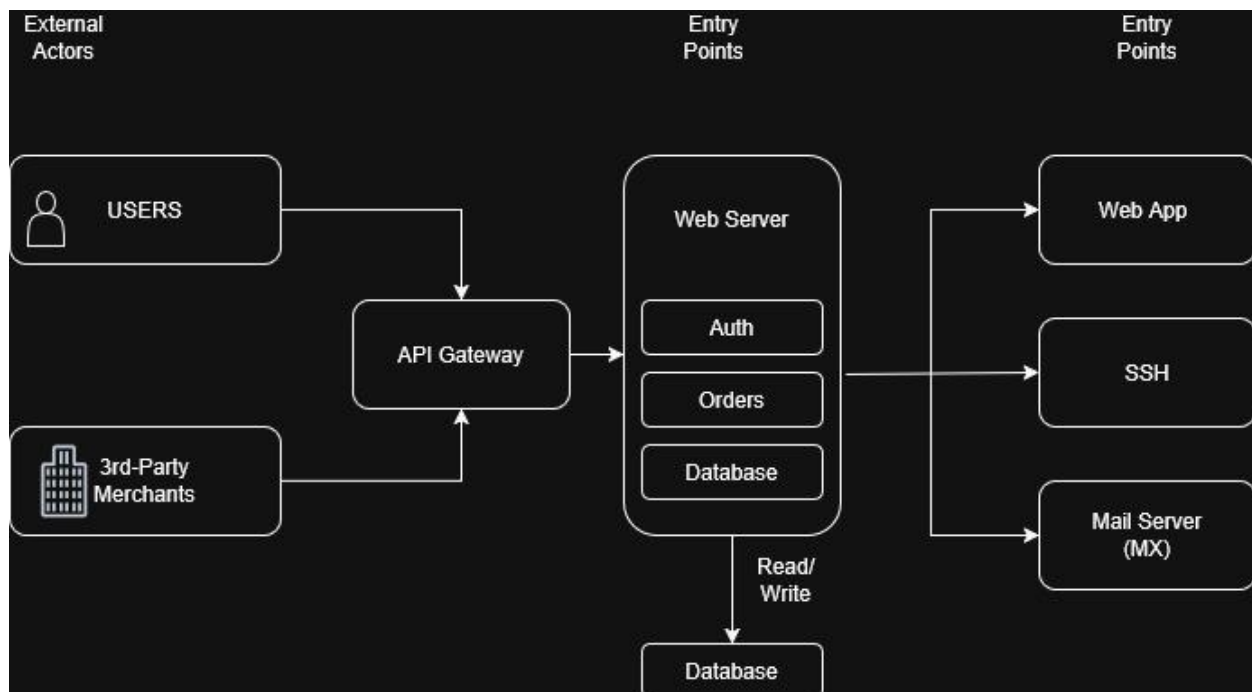 External
Actors
Entry
Points
Entry
Points
USERS
Web Server
Web App
API Gateway
Auth
SSH
Orders
3rd-Party
Merchants
Database
Mail Server
(MX)
Read/
Write
Database